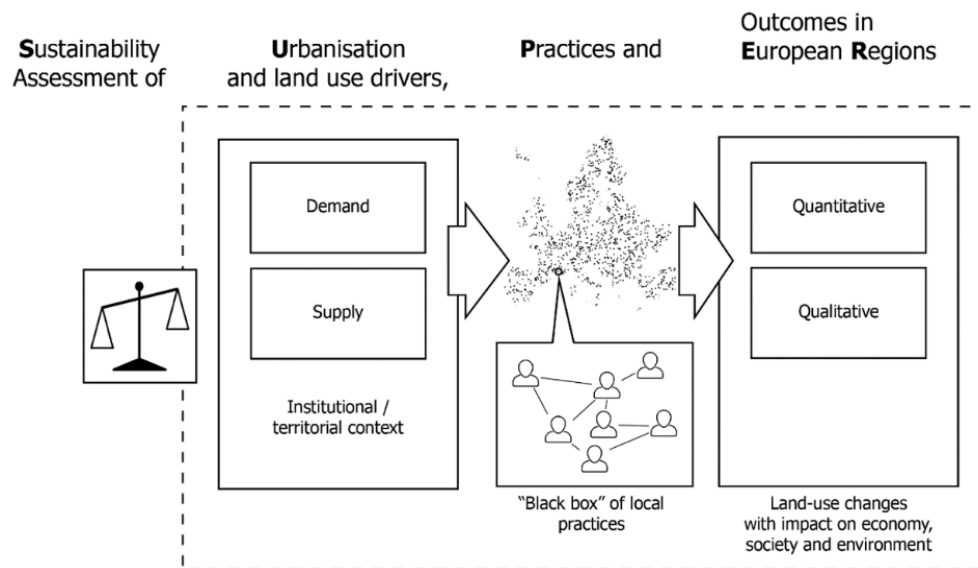 Sustainability
Assessment of
Urbanisation
and land use drivers,
Practices and
Outcomes in
European Regions
Demand
Supply
Institutional /
territorial context
"Black box" of local
practices
Quantitative
Qualitative
Land-use changes
with impact on economy,
society and environment